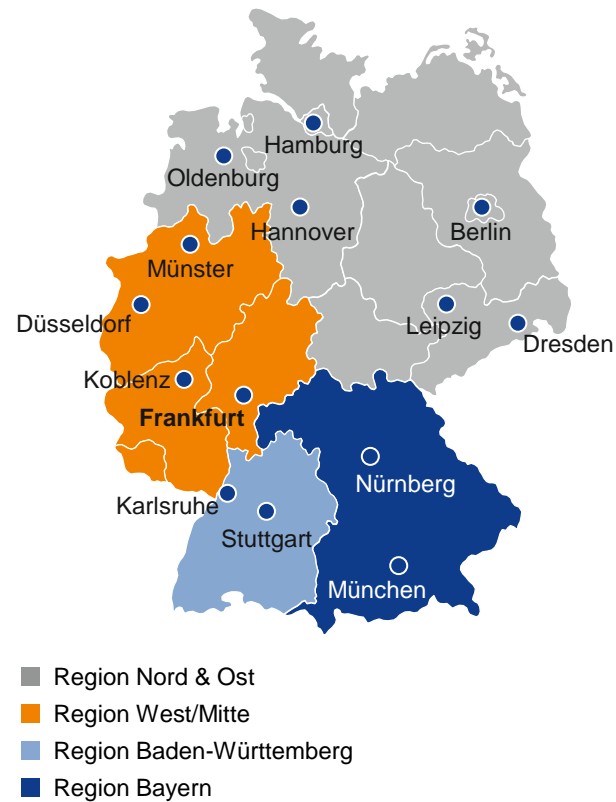 Hamburg
Oldenburg
Hannover
Berlin
Münster
Düsseldorf
Leipzig
Dresden
Koblenz
Frankfurt
Nürnberg
Karlsruhe
Stuttgart
München
Region Nord & Ost
Region West/Mitte
Region Baden-Württemberg
Region Bayern